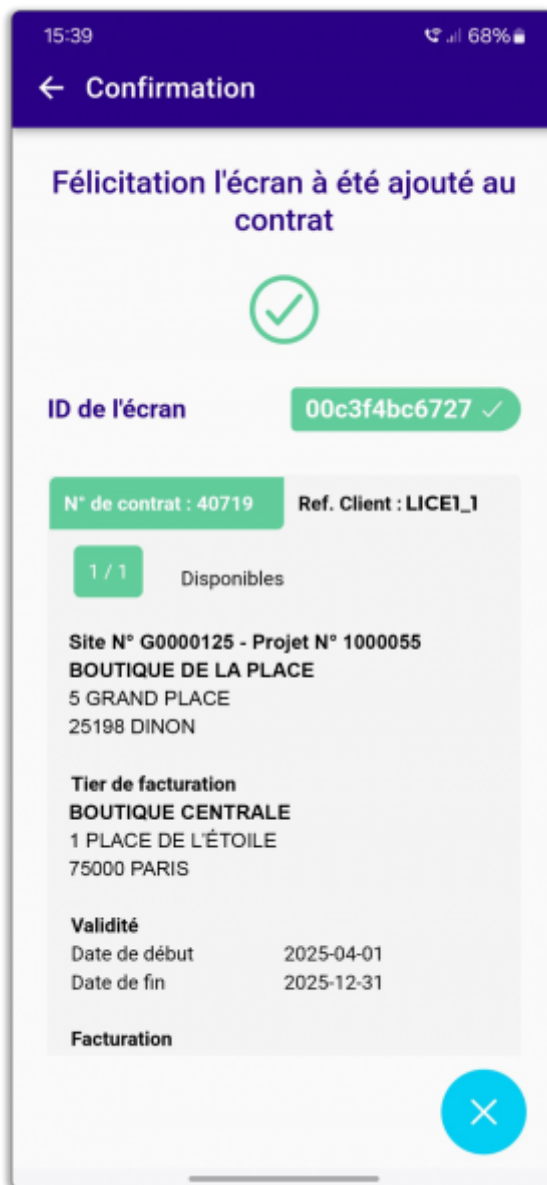 15:39 68%
Confirmation
Félicitation l'écran à été ajouté au
contrat
ID de l'écran 00c3f4bc6727
N° de contrat : 40719 Ref. Client : LICE1_1
1 / 1 Disponibles
Site N° G0000125 - Projet N° 1000055
BOUTIQUE DE LA PLACE
5 GRAND PLACE
25198 DINON
Tier de facturation
BOUTIQUE CENTRALE
1 PLACE DE L'ÉTOILE
75000 PARIS
Validité
Date de début 2025-04-01
Date de fin 2025-12-31
Facturation